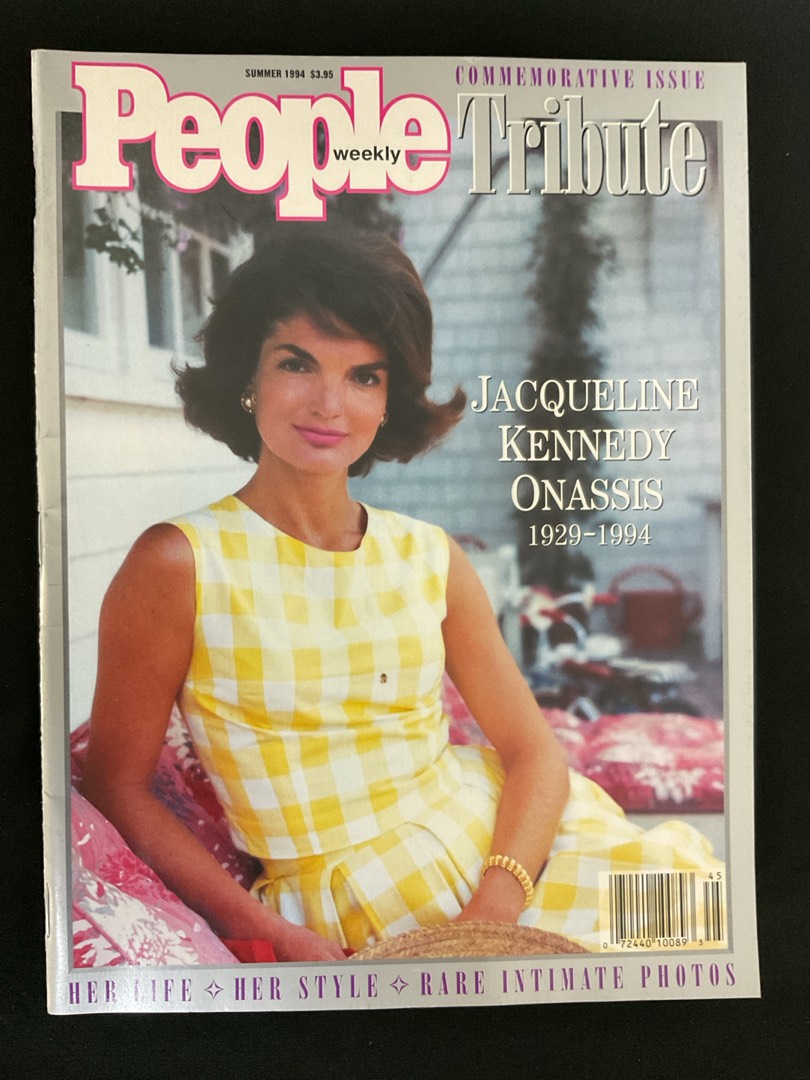 SUMMER 1994 $3.95
COMMEMORATIVE ISSUE
People
weekly
Tribute
JACQUELINE
KENNEDY
ONASSIS
1929-1994
45
0 72440 10089 3
HER LIFE ✧ HER STYLE ✧ RARE INTIMATE PHOTOS